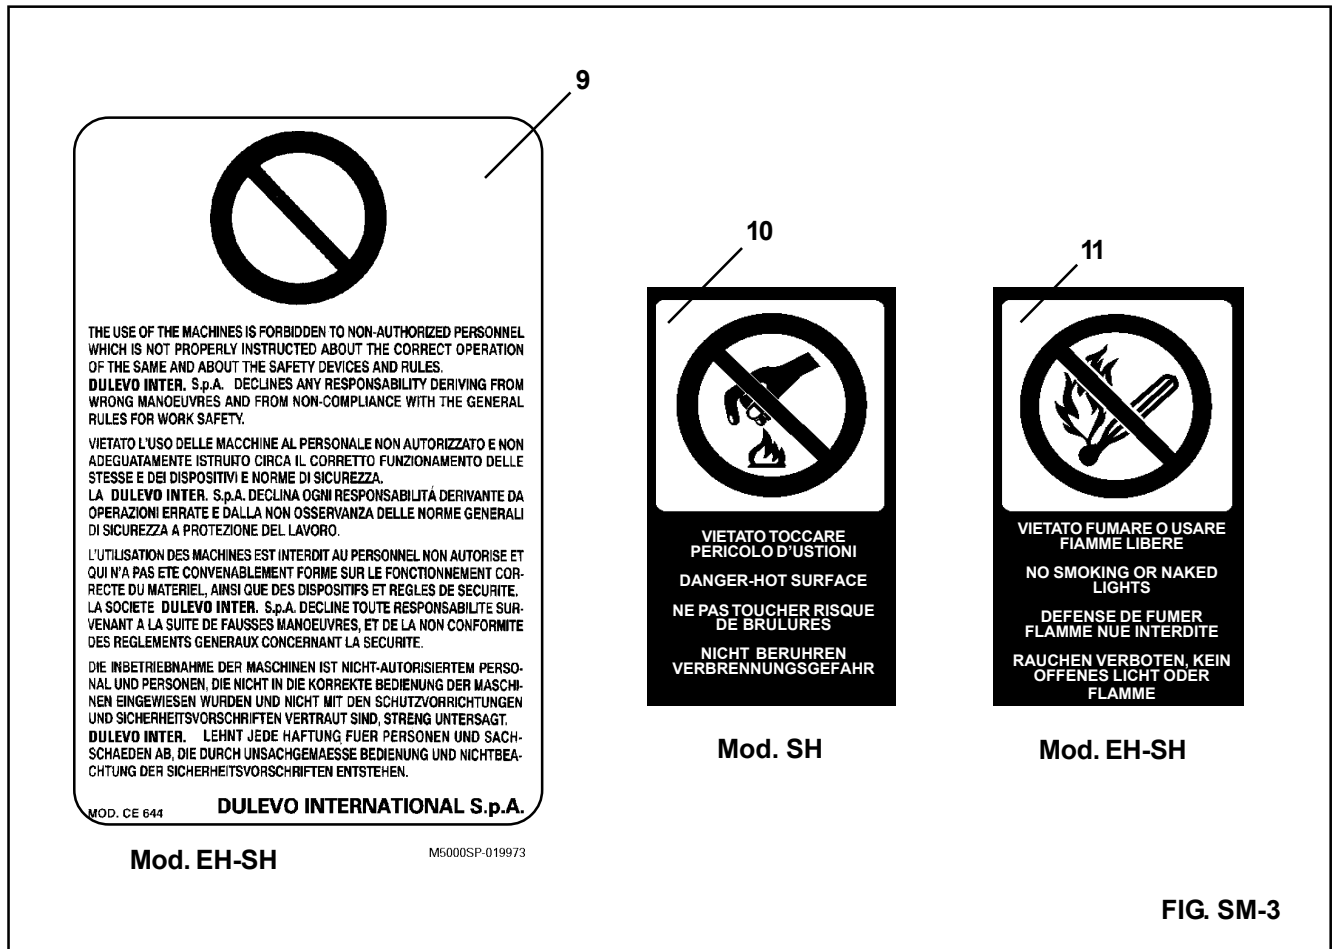 9
THE USE OF THE MACHINES IS FORBIDDEN TO NON-AUTHORIZED PERSONNEL
WHICH IS NOT PROPERLY INSTRUCTED ABOUT THE CORRECT OPERATION
OF THE SAME AND ABOUT THE SAFETY DEVICES AND RULES.
DULEVO INTER. S.p.A. DECLINES ANY RESPONSABILITY DERIVING FROM
WRONG MANOEUVRES AND FROM NON-COMPLIANCE WITH THE GENERAL
RULES FOR WORK SAFETY.
VIETATO L'USO DELLE MACCHINE AL PERSONALE NON AUTORIZZATO E NON
ADEGUATAMENTE ISTRUITO CIRCA IL CORRETTO FUNZIONAMENTO DELLE
STESSE E DEI DISPOSITIVI E NORME DI SICUREZZA.
LA DULEVO INTER. S.p.A. DECLINA OGNI RESPONSABILITÁ DERIVANTE DA
OPERAZIONI ERRATE E DALLA NON OSSERVANZA DELLE NORME GENERALI
DI SICUREZZA A PROTEZIONE DEL LAVORO.
L'UTILISATION DES MACHINES EST INTERDIT AU PERSONNEL NON AUTORISE ET
QUI N'A PAS ETE CONVENABLEMENT FORME SUR LE FONCTIONNEMENT COR-
RECTE DU MATERIEL, AINSI QUE DES DISPOSITIFS ET REGLES DE SECURITE.
LA SOCIETE DULEVO INTER. S.p.A. DECLINE TOUTE RESPONSABILITE SUR-
VENANT A LA SUITE DE FAUSSES MANOEUVRES, ET DE LA NON CONFORMITE
DES REGLEMENTS GENERAUX CONCERNANT LA SECURITE.
DIE INBETRIEBNAHME DER MASCHINEN IST NICHT-AUTORISIERTEM PERSO-
NAL UND PERSONEN, DIE NICHT IN DIE KORREKTE BEDIENUNG DER MASCHI-
NEN EINGEWIESEN WURDEN UND NICHT MIT DEN SCHUTZVORRICHTUNGEN
UND SICHERHEITSVORSCHRIFTEN VERTRAUT SIND, STRENG UNTERSAGT.
DULEVO INTER. LEHNT JEDE HAFTUNG FUER PERSONEN UND SACH-
SCHAEDEN AB, DIE DURCH UNSACHGEMAESSE BEDIENUNG UND NICHTBEA-
CHTUNG DER SICHERHEITSVORSCHRIFTEN ENTSTEHEN.
MOD. CE 644 DULEVO INTERNATIONAL S.p.A.
Mod. EH-SH
M5000SP-019973
10
VIETATO TOCCARE
PERICOLO D'USTIONI
DANGER-HOT SURFACE
NE PAS TOUCHER RISQUE
DE BRULURES
NICHT BERUHREN
VERBRENNUNGSGEFAHR
Mod. SH
11
VIETATO FUMARE O USARE
FIAMME LIBERE
NO SMOKING OR NAKED
LIGHTS
DEFENSE DE FUMER
FLAMME NUE INTERDITE
RAUCHEN VERBOTEN, KEIN
OFFENES LICHT ODER
FLAMME
Mod. EH-SH
FIG. SM-3